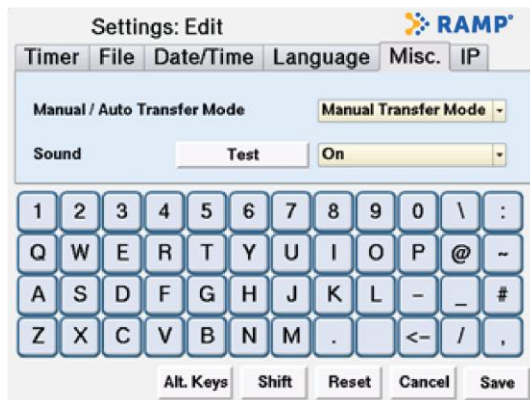 Settings: Edit RAMP®
Timer File Date/Time Language Misc. IP
Manual / Auto Transfer Mode Manual Transfer Mode
Sound Test On
1 2 3 4 5 6 7 8 9 0 \ :
Q W E R T Y U I O P @ ~
A S D F G H J K L - _ #
Z X C V B N M . <- / ,
Alt. Keys Shift Reset Cancel Save